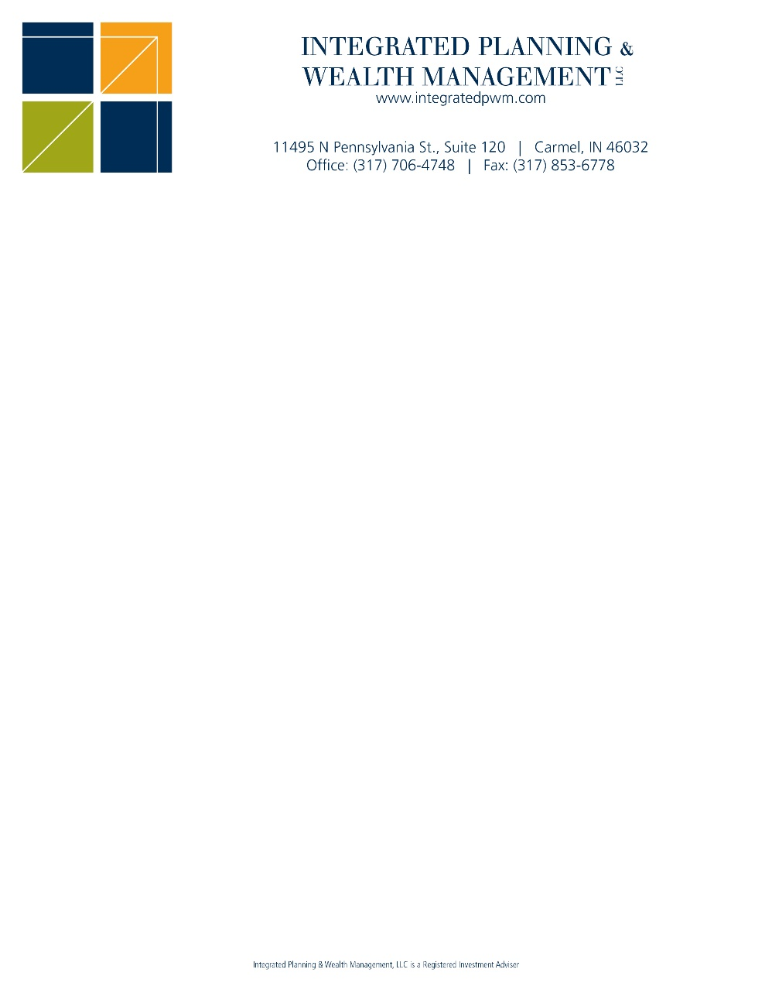 INTEGRATED PLANNING &
WEALTH MANAGEMENT LLC
www.integratedpwm.com
11495 N Pennsylvania St., Suite 120 | Carmel, IN 46032
Office: (317) 706-4748 | Fax: (317) 853-6778
Integrated Planning & Wealth Management, LLC is a Registered Investment Adviser